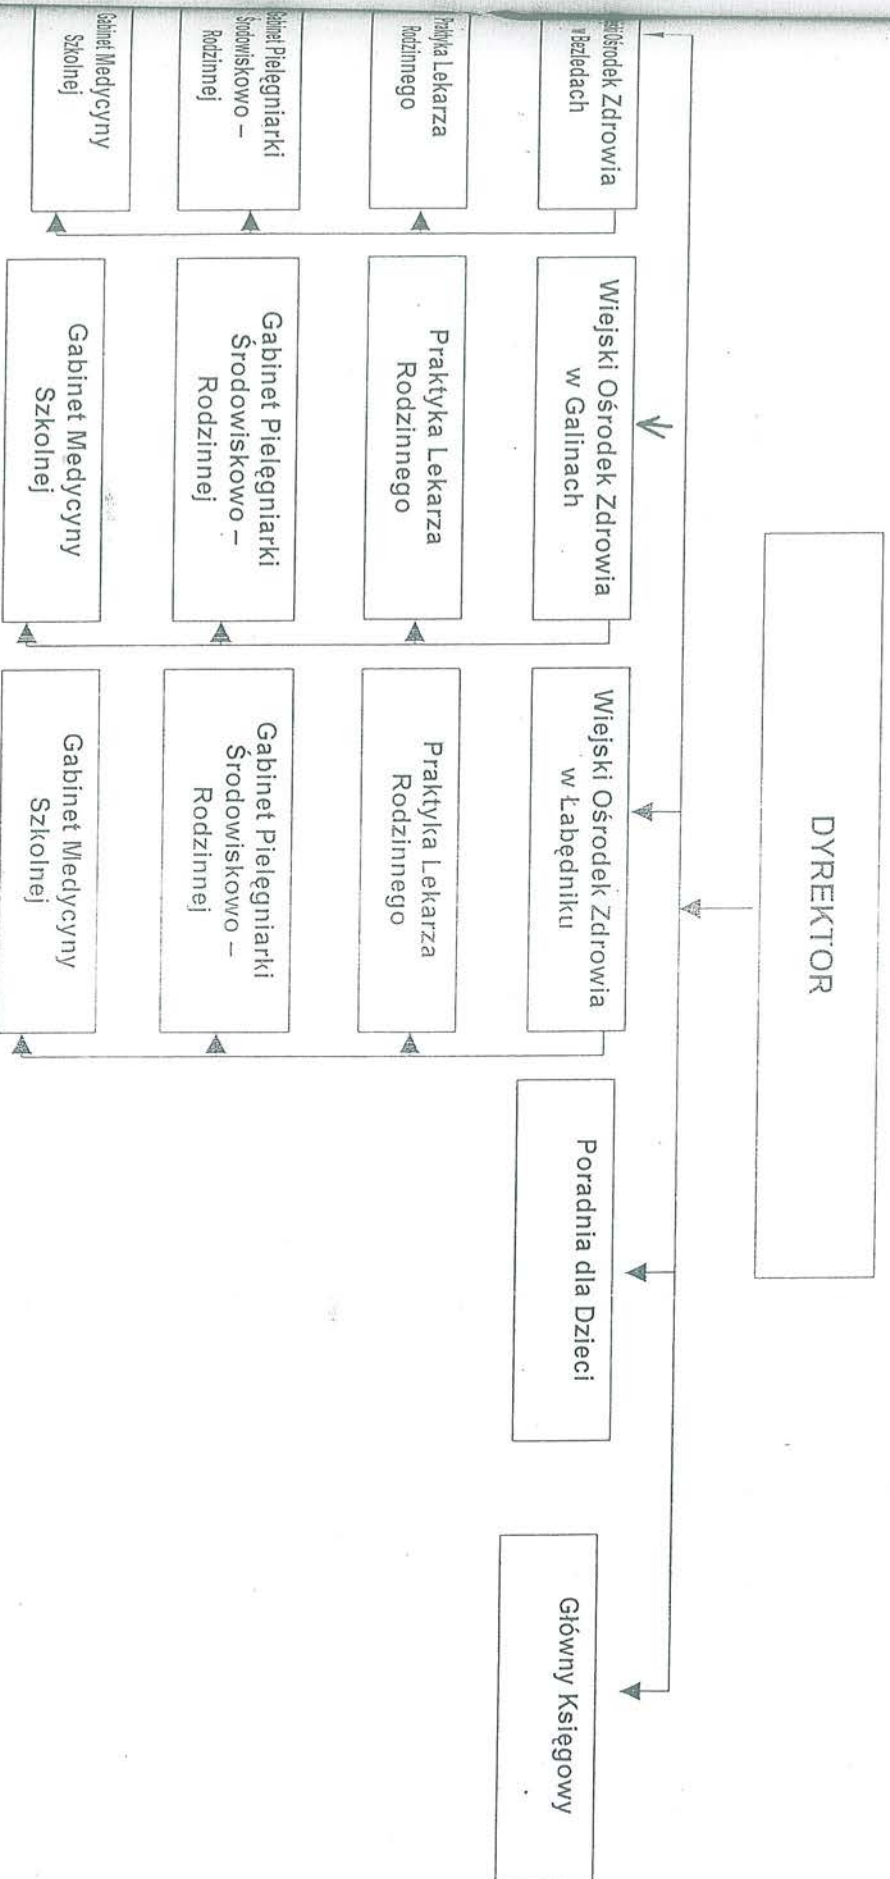 DYREKTOR
Ośrodek Zdrowia
w Bezledach
Wiejski Ośrodek Zdrowia
w Galinach
Wiejski Ośrodek Zdrowia
w Łabędniku
Poradnia dla Dzieci
Główny Księgowy
Praktyka Lekarza
Rodzinnego
Praktyka Lekarza
Rodzinnego
Praktyka Lekarza
Rodzinnego
Gabinet Pielęgniarki
Środowiskowo –
Rodzinnej
Gabinet Pielęgniarki
Środowiskowo –
Rodzinnej
Gabinet Pielęgniarki
Środowiskowo –
Rodzinnej
Gabinet Medycyny
Szkolnej
Gabinet Medycyny
Szkolnej
Gabinet Medycyny
Szkolnej